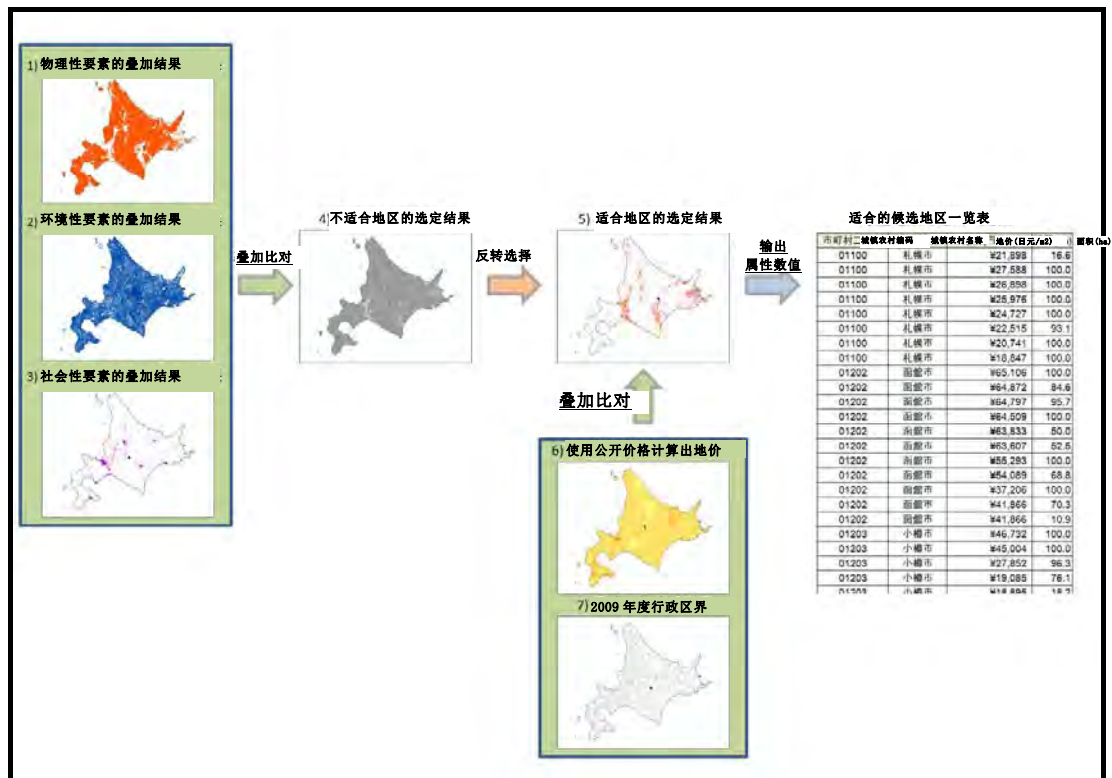 1) 物理性要素的叠加结果
2) 环境性要素的叠加结果
3) 社会性要素的叠加结果
叠加比对
4) 不适合地区的选定结果
反转选择
5) 适合地区的选定结果
叠加比对
6) 使用公开价格计算出地价
7) 2009 年度行政区界
输出
属性数值
适合的候选地区一览表
市町村 城镇农村编码 城镇农村名称 地价(日元/m2) 面积(ha)
01100 札幌市 ¥21,898 16.6
01100 札幌市 ¥27,588 100.0
01100 札幌市 ¥26,898 100.0
01100 札幌市 ¥25,976 100.0
01100 札幌市 ¥24,727 100.0
01100 札幌市 ¥22,515 93.1
01100 札幌市 ¥20,741 100.0
01100 札幌市 ¥18,847 100.0
01202 函館市 ¥65,106 100.0
01202 函館市 ¥64,872 84.6
01202 函館市 ¥64,797 95.7
01202 函館市 ¥64,509 100.0
01202 函館市 ¥63,833 50.0
01202 函館市 ¥63,607 52.5
01202 函館市 ¥55,293 100.0
01202 函館市 ¥54,089 68.8
01202 函館市 ¥37,206 100.0
01202 函館市 ¥41,866 70.3
01202 函館市 ¥41,866 10.9
01203 小樽市 ¥46,732 100.0
01203 小樽市 ¥45,004 100.0
01203 小樽市 ¥27,852 96.3
01203 小樽市 ¥19,085 76.1
01203 小樽市 ¥18,895 18.2